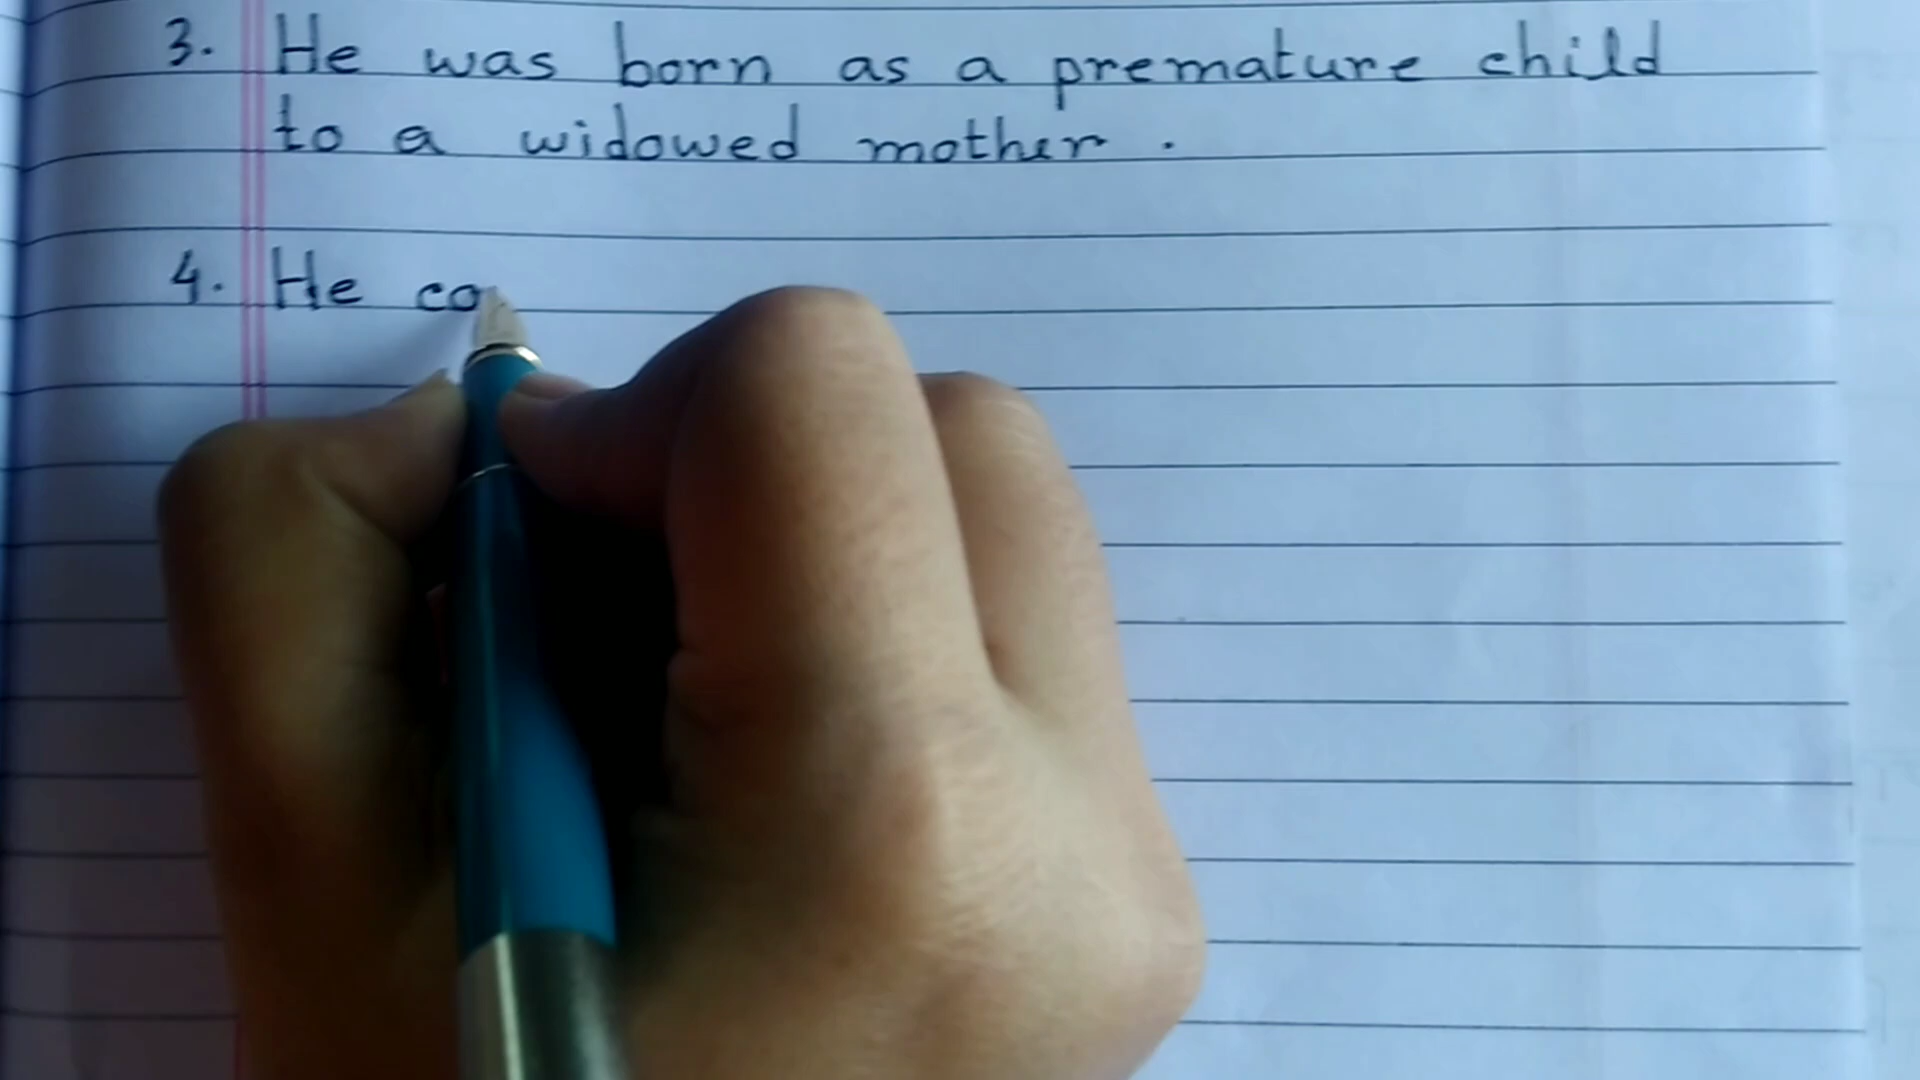 3. He was born as a premature child
to a widowed mother.
4. He co